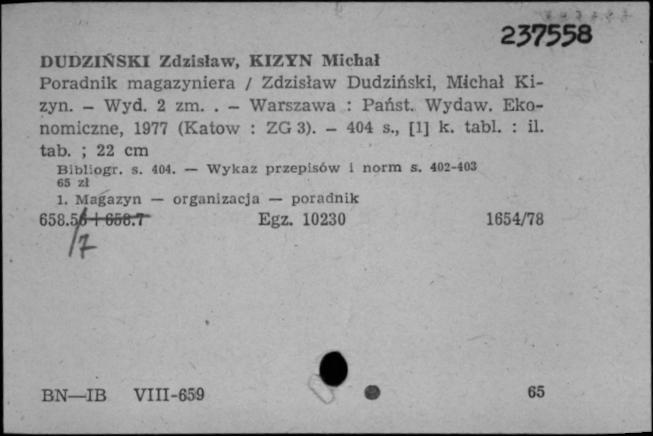 237558
DUDZIŃSKI Zdzisław, KIZYN Michał
Poradnik magazyniera / Zdzisław Dudziński, Michał Ki-
zyn. – Wyd. 2 zm. . – Warszawa : Państ. Wydaw. Eko-
nomiczne, 1977 (Katow : ZG 3). – 404 s., [1] k. tabl. : il.
tab. ; 22 cm
Bibliogr. s. 404. — Wykaz przepisów i norm s. 402-403
65 zł
1. Magazyn — organizacja — poradnik
658.56+658.7 Egz. 10230 1654/78
/7
BN—IB VIII-659 65